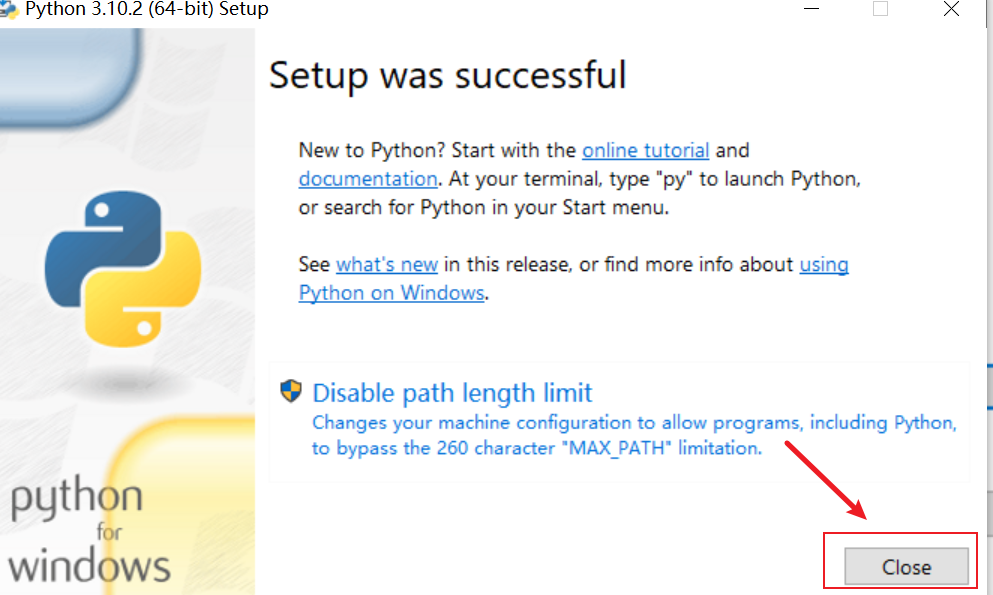 Python 3.10.2 (64-bit) Setup
Setup was successful
New to Python? Start with the online tutorial and
documentation. At your terminal, type "py" to launch Python,
or search for Python in your Start menu.
See what's new in this release, or find more info about using
Python on Windows.
Disable path length limit
Changes your machine configuration to allow programs, including Python,
to bypass the 260 character "MAX_PATH" limitation.
python
for
windows
Close